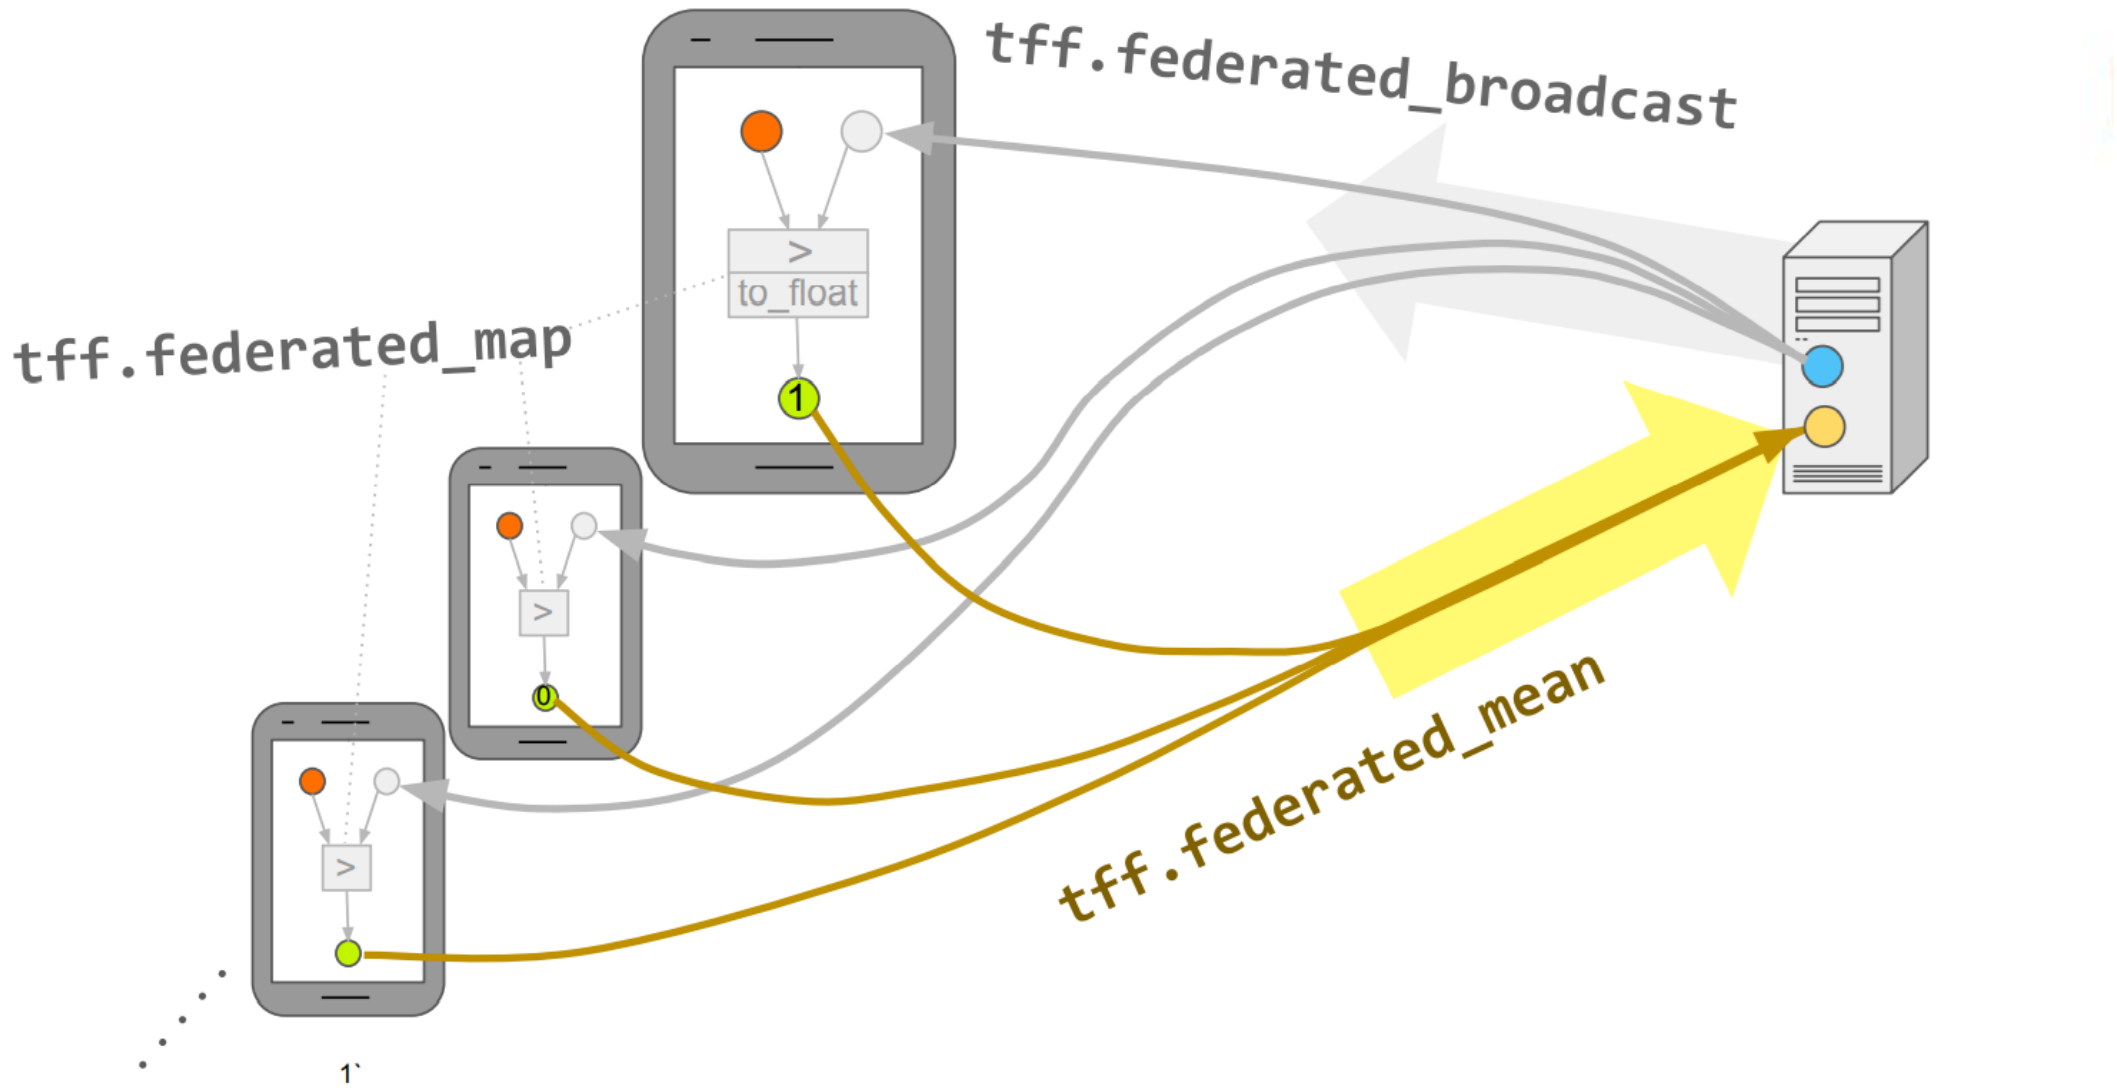 tff.federated_broadcast
>
to_float
1
tff.federated_map
>
0
tff.federated_mean
>
1`